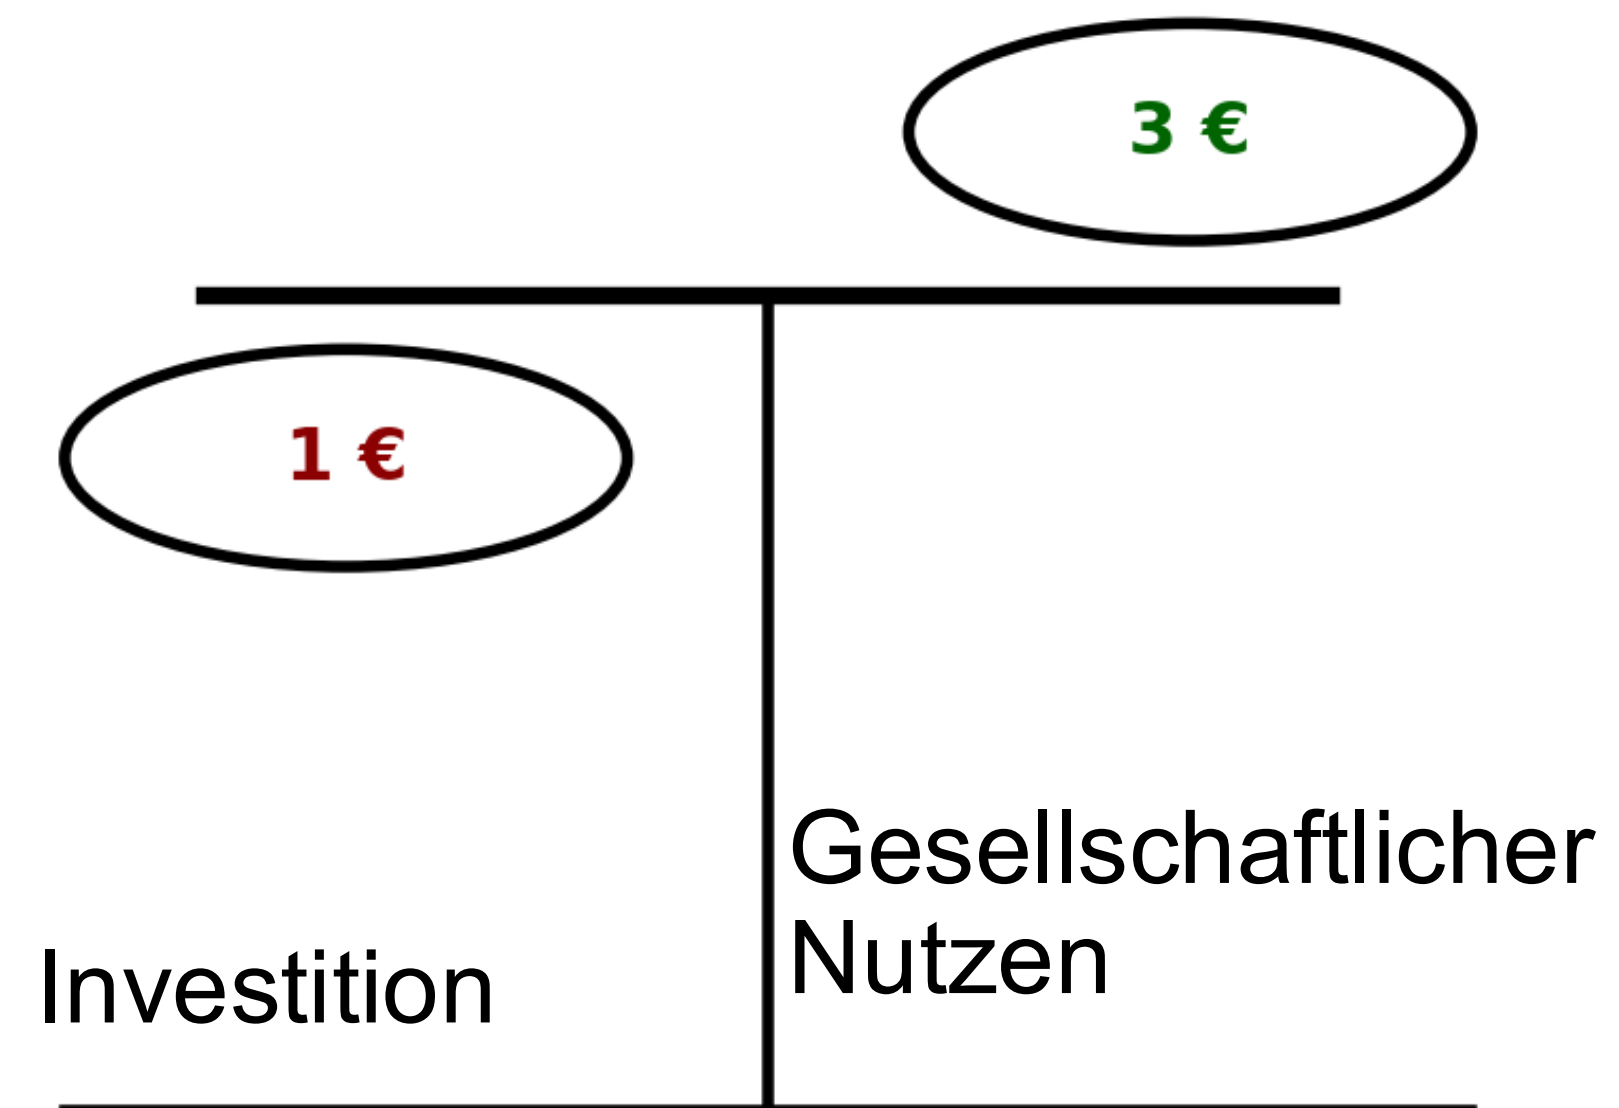 3 €
1 €
Gesellschaftlicher
Nutzen
Investition